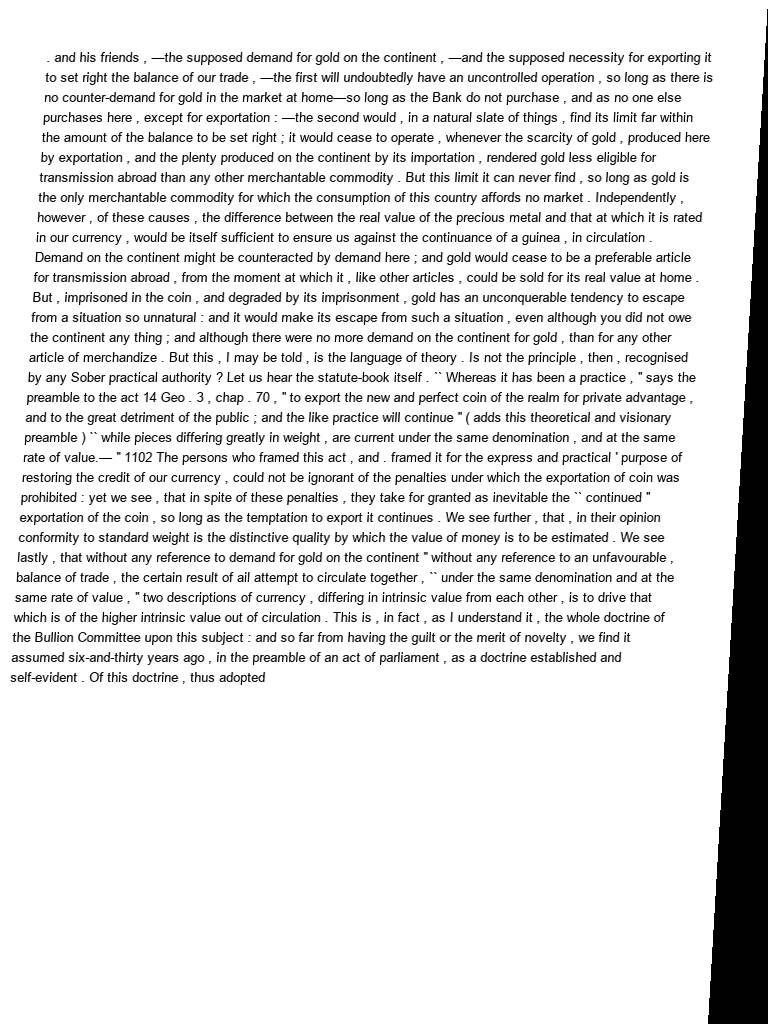 . and his friends , —the supposed demand for gold on the continent , —and the supposed necessity for exporting it
to set right the balance of our trade , —the first will undoubtedly have an uncontrolled operation , so long as there is
no counter-demand for gold in the market at home—so long as the Bank do not purchase , and as no one else
purchases here , except for exportation : —the second would , in a natural slate of things , find its limit far within
the amount of the balance to be set right ; it would cease to operate , whenever the scarcity of gold , produced here
by exportation , and the plenty produced on the continent by its importation , rendered gold less eligible for
transmission abroad than any other merchantable commodity . But this limit it can never find , so long as gold is
the only merchantable commodity for which the consumption of this country affords no market . Independently ,
however , of these causes , the difference between the real value of the precious metal and that at which it is rated
in our currency , would be itself sufficient to ensure us against the continuance of a guinea , in circulation .
Demand on the continent might be counteracted by demand here ; and gold would cease to be a preferable article
for transmission abroad , from the moment at which it , like other articles , could be sold for its real value at home .
But , imprisoned in the coin , and degraded by its imprisonment , gold has an unconquerable tendency to escape
from a situation so unnatural : and it would make its escape from such a situation , even although you did not owe
the continent any thing ; and although there were no more demand on the continent for gold , than for any other
article of merchandize . But this , I may be told , is the language of theory . Is not the principle , then , recognised
by any Sober practical authority ? Let us hear the statute-book itself . `` Whereas it has been a practice , " says the
preamble to the act 14 Geo . 3 , chap . 70 , " to export the new and perfect coin of the realm for private advantage ,
and to the great detriment of the public ; and the like practice will continue " ( adds this theoretical and visionary
preamble ) `` while pieces differing greatly in weight , are current under the same denomination , and at the same
rate of value.— " 1102 The persons who framed this act , and . framed it for the express and practical ' purpose of
restoring the credit of our currency , could not be ignorant of the penalties under which the exportation of coin was
prohibited : yet we see , that in spite of these penalties , they take for granted as inevitable the `` continued "
exportation of the coin , so long as the temptation to export it continues . We see further , that , in their opinion
conformity to standard weight is the distinctive quality by which the value of money is to be estimated . We see
lastly , that without any reference to demand for gold on the continent " without any reference to an unfavourable ,
balance of trade , the certain result of ail attempt to circulate together , `` under the same denomination and at the
same rate of value , " two descriptions of currency , differing in intrinsic value from each other , is to drive that
which is of the higher intrinsic value out of circulation . This is , in fact , as I understand it , the whole doctrine of
the Bullion Committee upon this subject : and so far from having the guilt or the merit of novelty , we find it
assumed six-and-thirty years ago , in the preamble of an act of parliament , as a doctrine established and
self-evident . Of this doctrine , thus adopted